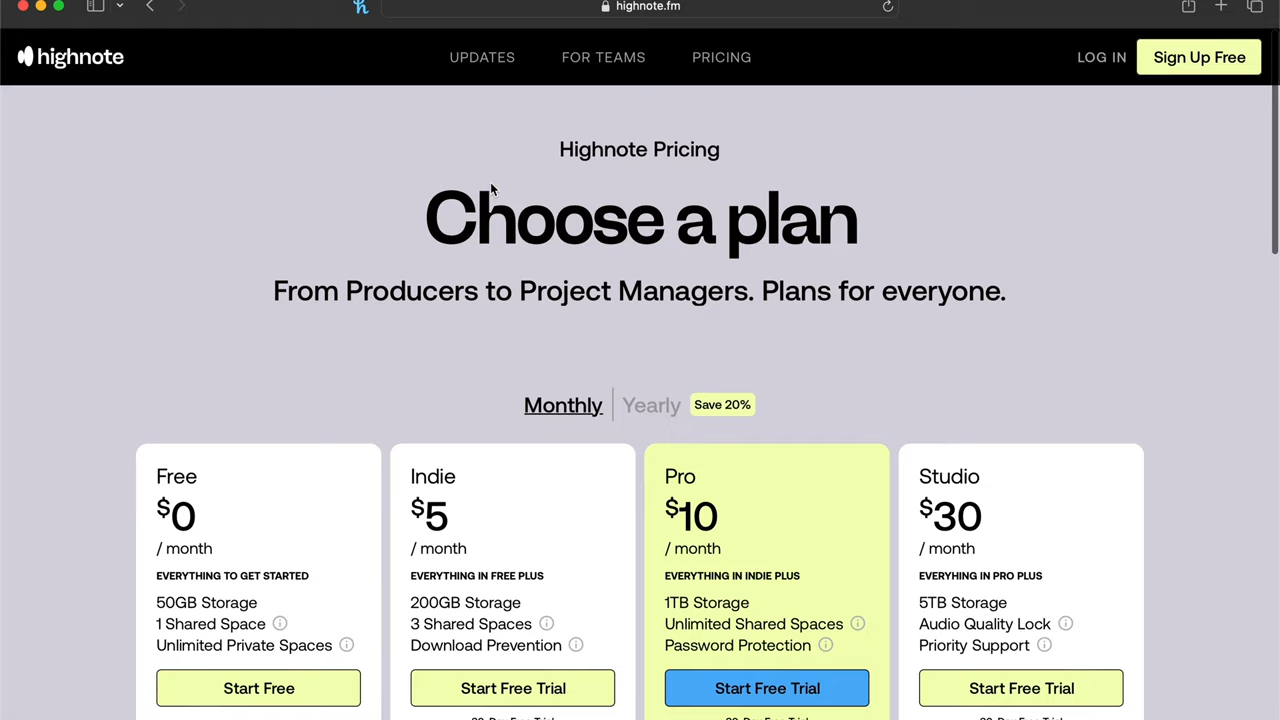 highnote.fm
highnote
UPDATES
FOR TEAMS
PRICING
LOG IN
Sign Up Free
Highnote Pricing
Choose a plan
From Producers to Project Managers. Plans for everyone.
Monthly
Yearly
Save 20%
Free
$0
/ month
EVERYTHING TO GET STARTED
50GB Storage
1 Shared Space
Unlimited Private Spaces
Start Free
Indie
$5
/ month
EVERYTHING IN FREE PLUS
200GB Storage
3 Shared Spaces
Download Prevention
Start Free Trial
Pro
$10
/ month
EVERYTHING IN INDIE PLUS
1TB Storage
Unlimited Shared Spaces
Password Protection
Start Free Trial
Studio
$30
/ month
EVERYHING IN PRO PLUS
5TB Storage
Audio Quality Lock
Priority Support
Start Free Trial